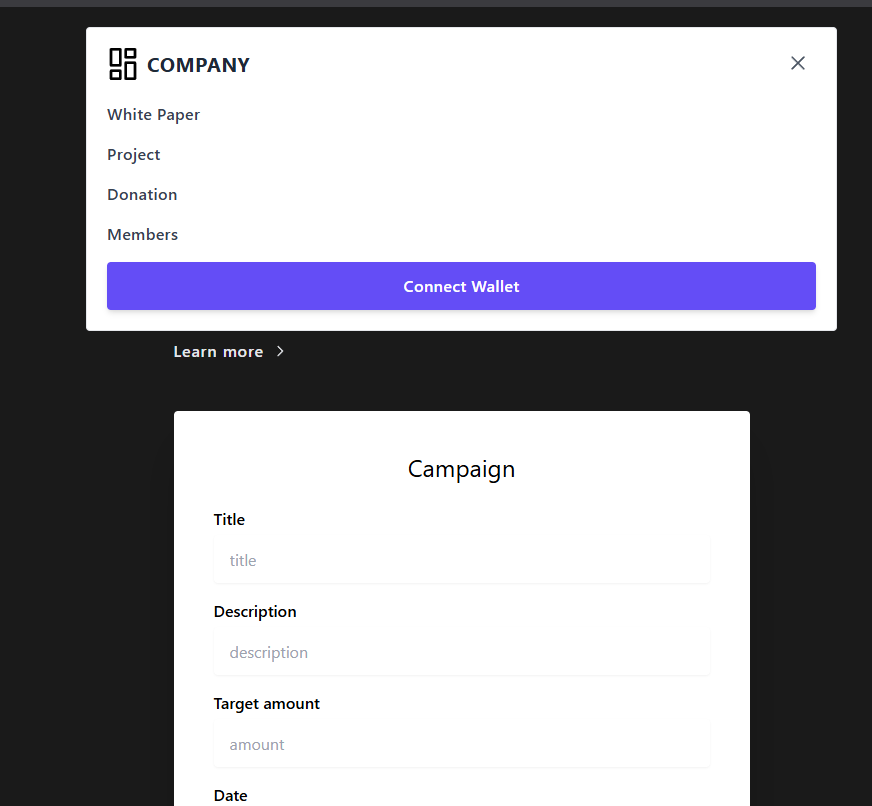 COMPANY
White Paper
Project
Donation
Members
Connect Wallet
Learn more
Campaign
Title
title
Description
description
Target amount
amount
Date